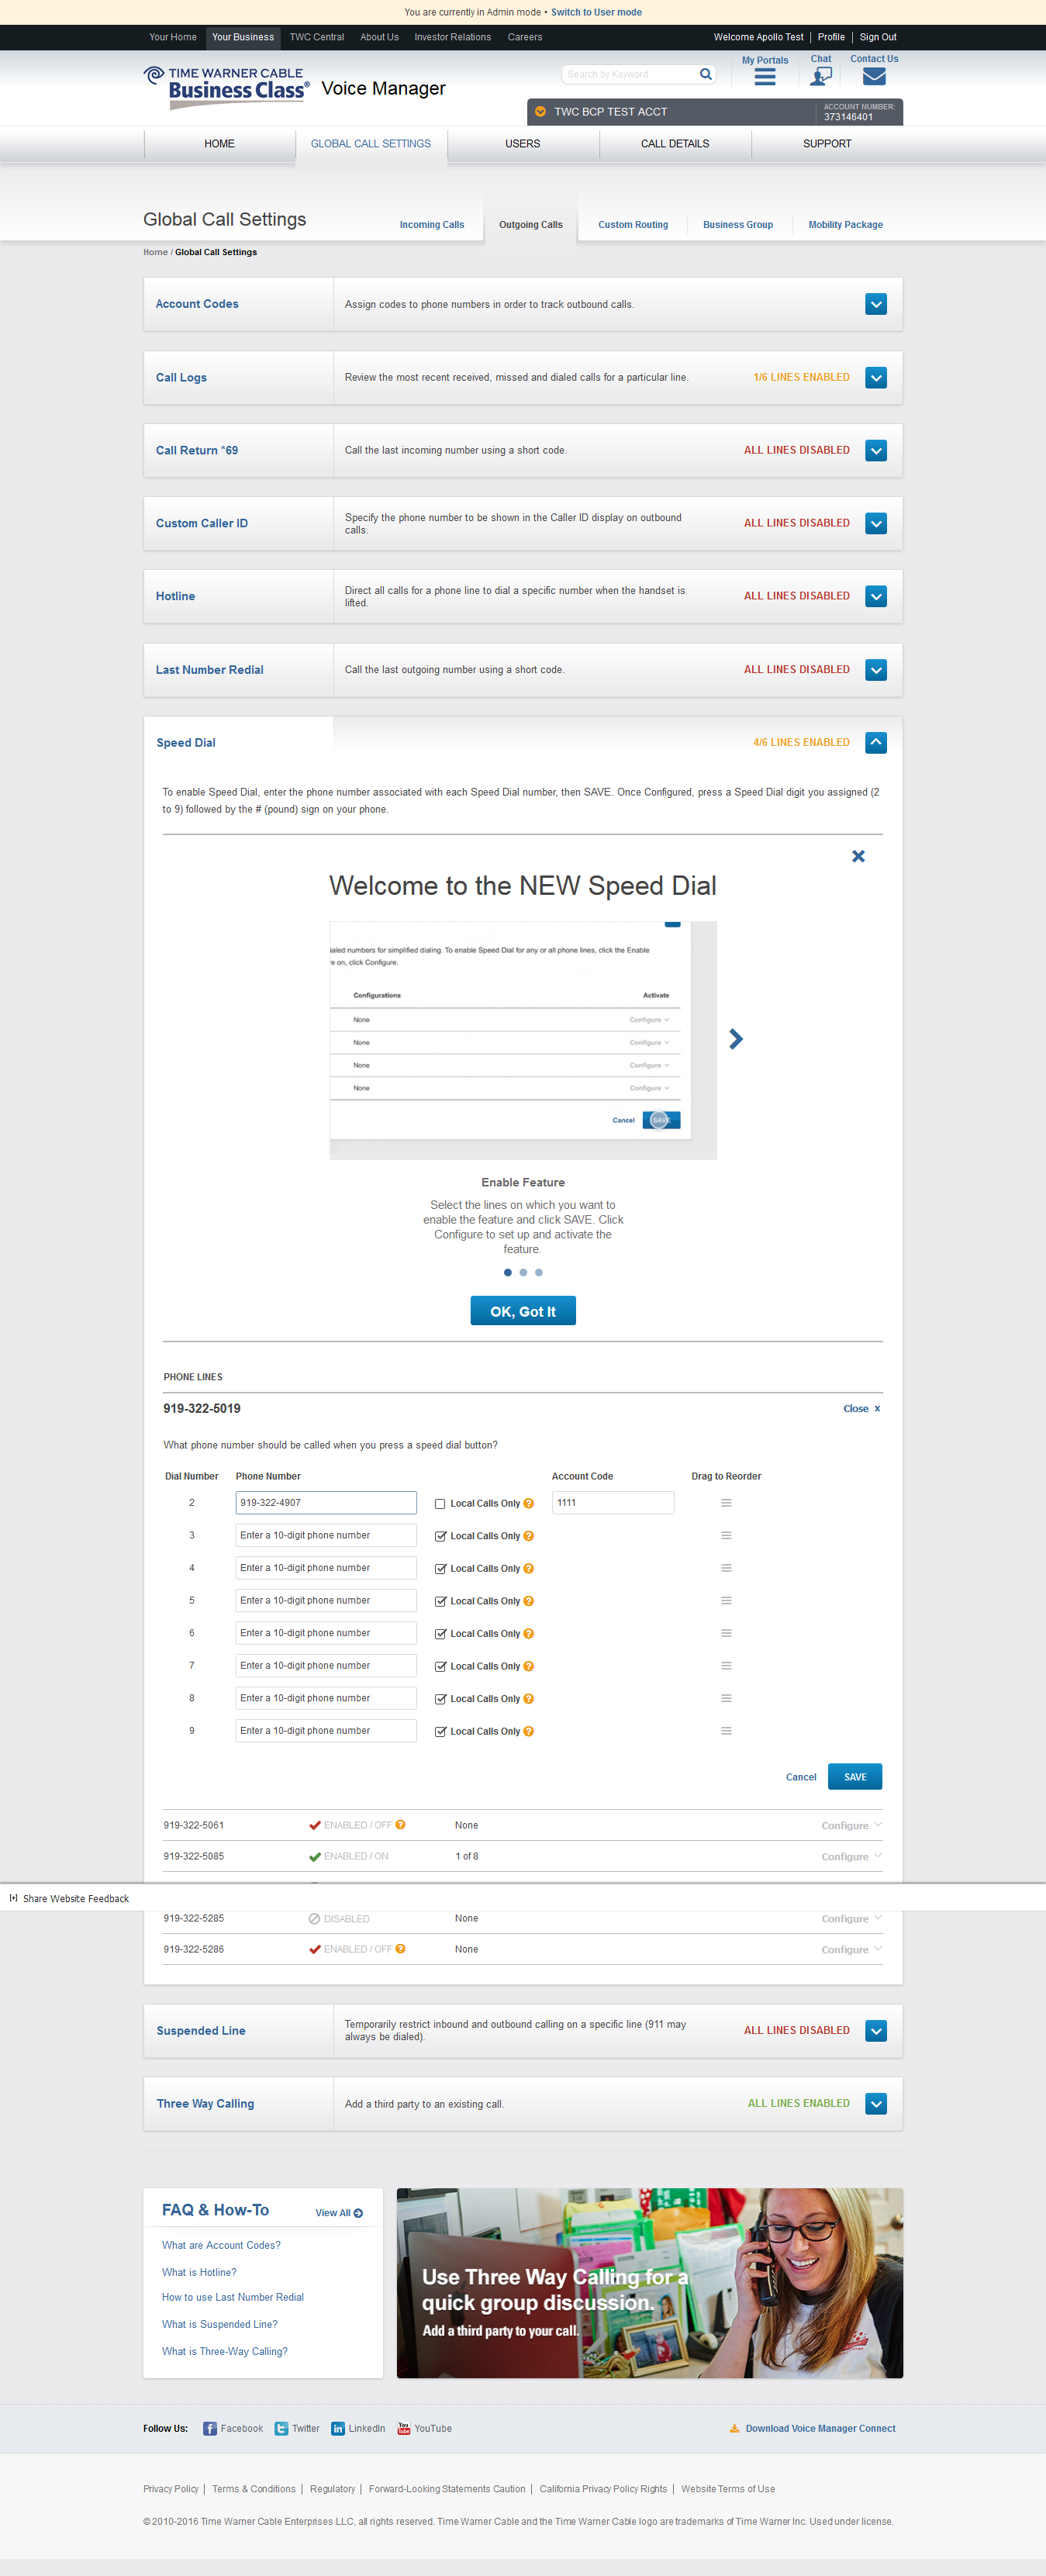 You are currently in Admin mode • Switch to User mode
Your Home Your Business TWC Central About Us Investor Relations Careers Welcome Apollo Test Profile Sign Out
TIME WARNER CABLE
Business Class®
Voice Manager
Search by Keyword
My Portals Chat Contact Us
TWC BCP TEST ACCT
ACCOUNT NUMBER:
373146401
HOME GLOBAL CALL SETTINGS USERS CALL DETAILS SUPPORT
Global Call Settings
Incoming Calls Outgoing Calls Custom Routing Business Group Mobility Package
Home / Global Call Settings
Account Codes Assign codes to phone numbers in order to track outbound calls.
Call Logs Review the most recent received, missed and dialed calls for a particular line. 1/6 LINES ENABLED
Call Return *69 Call the last incoming number using a short code. ALL LINES DISABLED
Custom Caller ID Specify the phone number to be shown in the Caller ID display on outbound
calls. ALL LINES DISABLED
Hotline Direct all calls for a phone line to dial a specific number when the handset is
lifted. ALL LINES DISABLED
Last Number Redial Call the last outgoing number using a short code. ALL LINES DISABLED
Speed Dial 4/6 LINES ENABLED
To enable Speed Dial, enter the phone number associated with each Speed Dial number, then SAVE. Once Configured, press a Speed Dial digit you assigned (2
to 9) followed by the # (pound) sign on your phone.
Welcome to the NEW Speed Dial
ialed numbers for simplified dialing. To enable Speed Dial for any or all phone lines, click the Enable
e on, click Configure.
Configurations Activate
None Configure
None Configure
None Configure
None Configure
Cancel SAVE
Enable Feature
Select the lines on which you want to
enable the feature and click SAVE. Click
Configure to set up and activate the
feature.
OK, Got It
PHONE LINES
919-322-5019 Close x
What phone number should be called when you press a speed dial button?
Dial Number Phone Number Account Code Drag to Reorder
2 919-322-4907 Local Calls Only ? 1111
3 Enter a 10-digit phone number Local Calls Only ?
4 Enter a 10-digit phone number Local Calls Only ?
5 Enter a 10-digit phone number Local Calls Only ?
6 Enter a 10-digit phone number Local Calls Only ?
7 Enter a 10-digit phone number Local Calls Only ?
8 Enter a 10-digit phone number Local Calls Only ?
9 Enter a 10-digit phone number Local Calls Only ?
Cancel SAVE
919-322-5061 ENABLED / OFF ? None Configure
919-322-5085 ENABLED / ON 1 of 8 Configure
[+] Share Website Feedback
919-322-5285 DISABLED None Configure
919-322-5286 ENABLED / OFF ? None Configure
Suspended Line Temporarily restrict inbound and outbound calling on a specific line (911 may
always be dialed). ALL LINES DISABLED
Three Way Calling Add a third party to an existing call. ALL LINES ENABLED
FAQ & How-To View All
What are Account Codes?
What is Hotline?
How to use Last Number Redial
What is Suspended Line?
What is Three-Way Calling?
Use Three Way Calling for a
quick group discussion.
Add a third party to your call.
Follow Us: Facebook Twitter LinkedIn YouTube Download Voice Manager Connect
Privacy Policy Terms & Conditions Regulatory Forward-Looking Statements Caution California Privacy Policy Rights Website Terms of Use
©2010-2016 Time Warner Cable Enterprises LLC, all rights reserved. Time Warner Cable and the Time Warner Cable logo are trademarks of Time Warner Inc. Used under license.